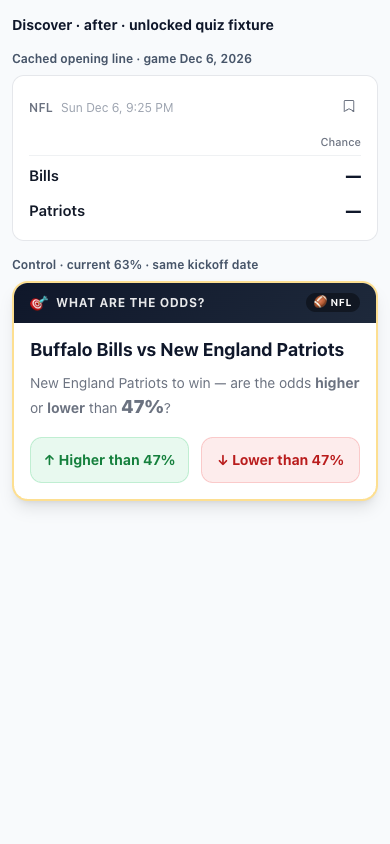 Discover · after · unlocked quiz fixture
Cached opening line · game Dec 6, 2026
NFL Sun Dec 6, 9:25 PM
Chance
Bills —
Patriots —
Control · current 63% · same kickoff date
🎯 WHAT ARE THE ODDS? 🏈 NFL
Buffalo Bills vs New England Patriots
New England Patriots to win — are the odds higher
or lower than 47%?
↑ Higher than 47% ↓ Lower than 47%